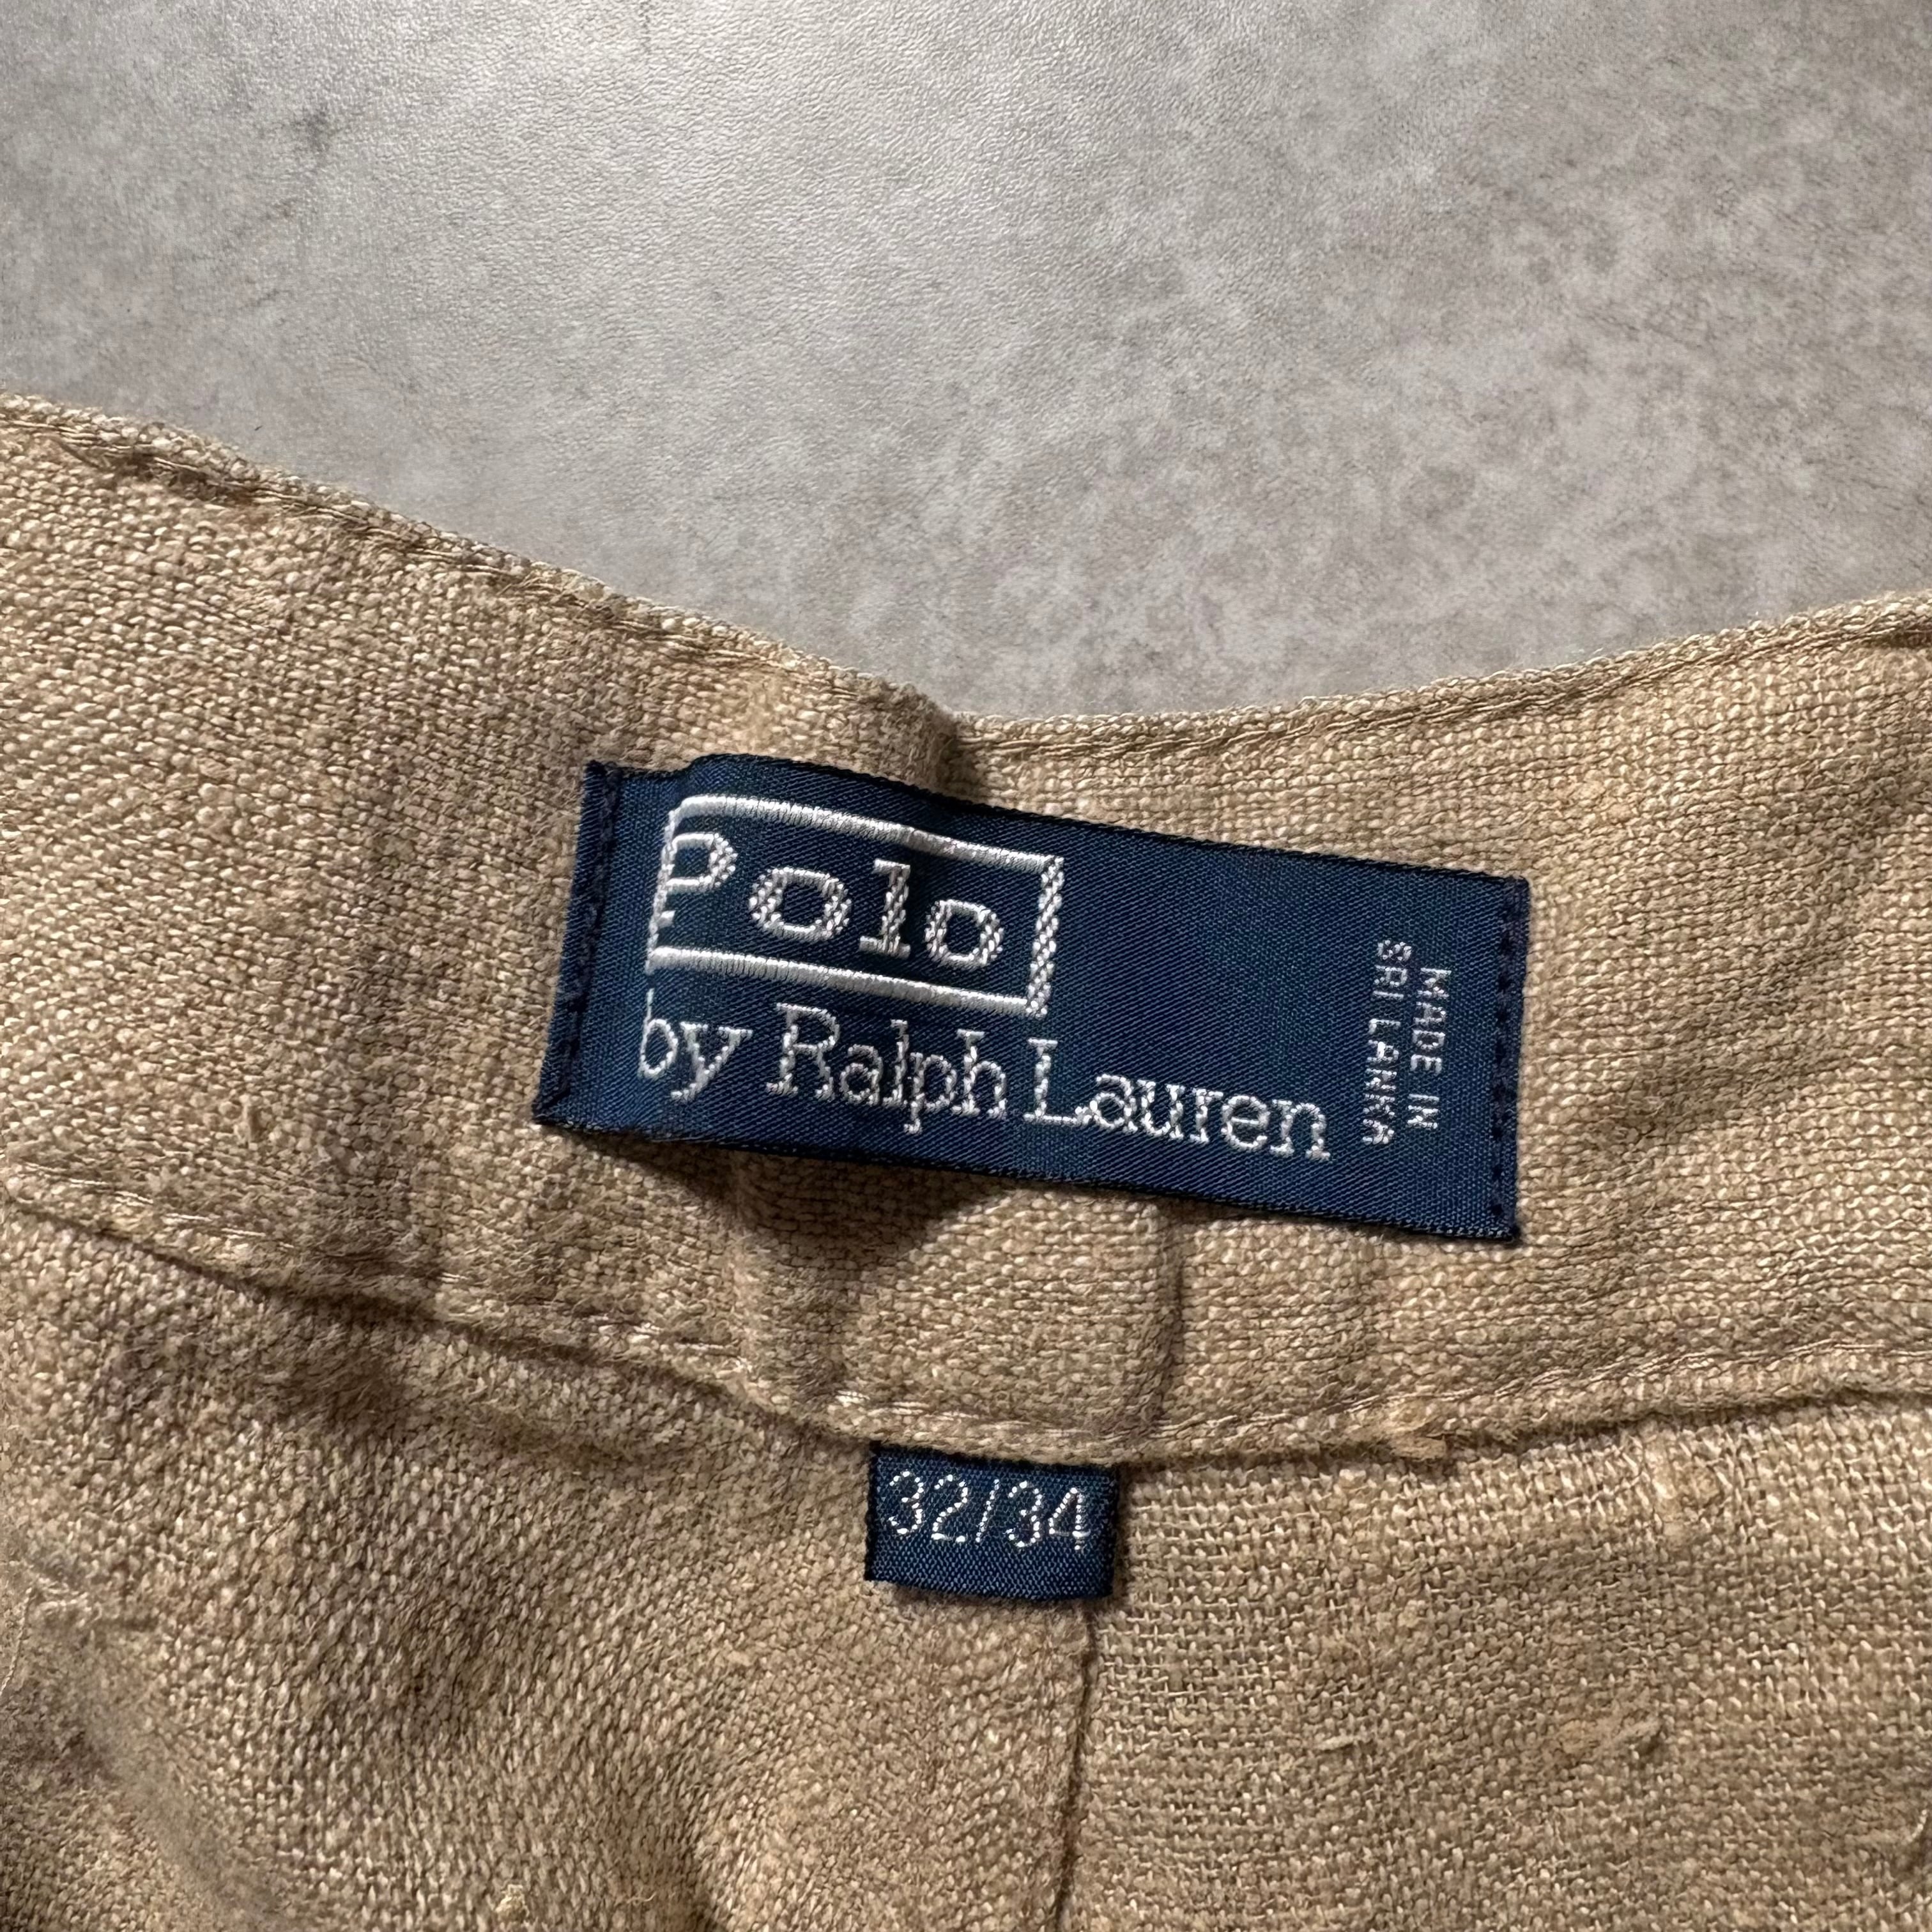 Polo
by Ralph Lauren
MADE IN
SRI LANKA
32/34